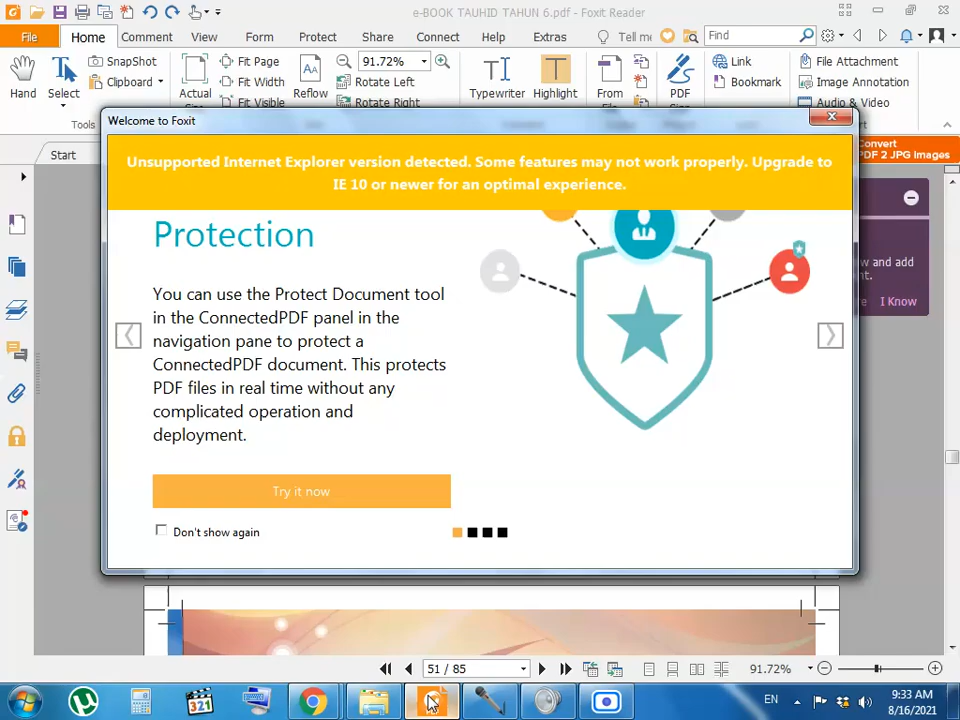 e-BOOK TAUHID TAHUN 6.pdf - Foxit Reader
File Home Comment View Form Protect Share Connect Help Extras Tell me Find
Hand
Select
SnapShot
Clipboard
Tools
Actual
Fit Page
Fit Width
Fit Visible
Reflow
91.72%
Rotate Left
Rotate Right
Typewriter
Highlight
From
PDF
Link
Bookmark
File Attachment
Image Annotation
Audio & Video
Start
Convert
PDF 2 JPG images
Welcome to Foxit
Unsupported Internet Explorer version detected. Some features may not work properly. Upgrade to
IE 10 or newer for an optimal experience.
Protection
You can use the Protect Document tool
in the ConnectedPDF panel in the
navigation pane to protect a
ConnectedPDF document. This protects
PDF files in real time without any
complicated operation and
deployment.
Try it now
Don't show again
w and add
I Know
51 / 85
91.72%
321
EN
9:33 AM
8/16/2021